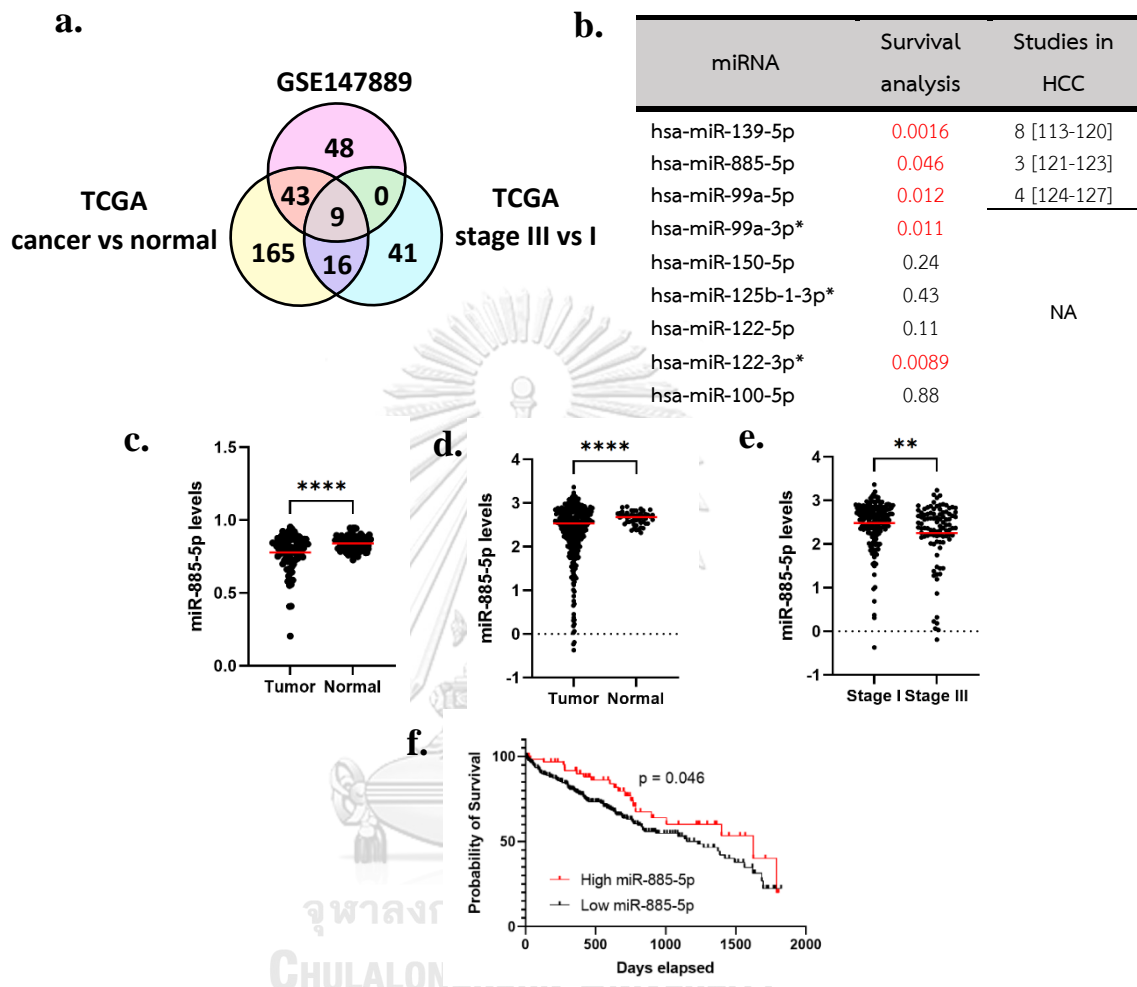 a.
GSE147889
48
43
0
9
TCGA
cancer vs normal
TCGA
stage III vs I
165
16
41
b.
miRNA
Survival analysis
Studies in HCC
hsa-miR-139-5p 0.0016 8 [113-120]
hsa-miR-885-5p 0.046 3 [121-123]
hsa-miR-99a-5p 0.012 4 [124-127]
hsa-miR-99a-3p* 0.011
hsa-miR-150-5p 0.24
hsa-miR-125b-1-3p* 0.43
NA
hsa-miR-122-5p 0.11
hsa-miR-122-3p* 0.0089
hsa-miR-100-5p 0.88
c.
miR-885-5p levels
1.5
1.0
0.5
0.0
****
Tumor Normal
d.
miR-885-5p levels
4
3
2
1
0
-1
****
Tumor Normal
e.
miR-885-5p levels
4
3
2
1
0
-1
**
Stage I Stage III
f.
Probability of Survival
100
50
0
p = 0.046
High miR-885-5p
Low miR-885-5p
0 500 1000 1500 2000
Days elapsed
จุฬาลงก
CHULALON